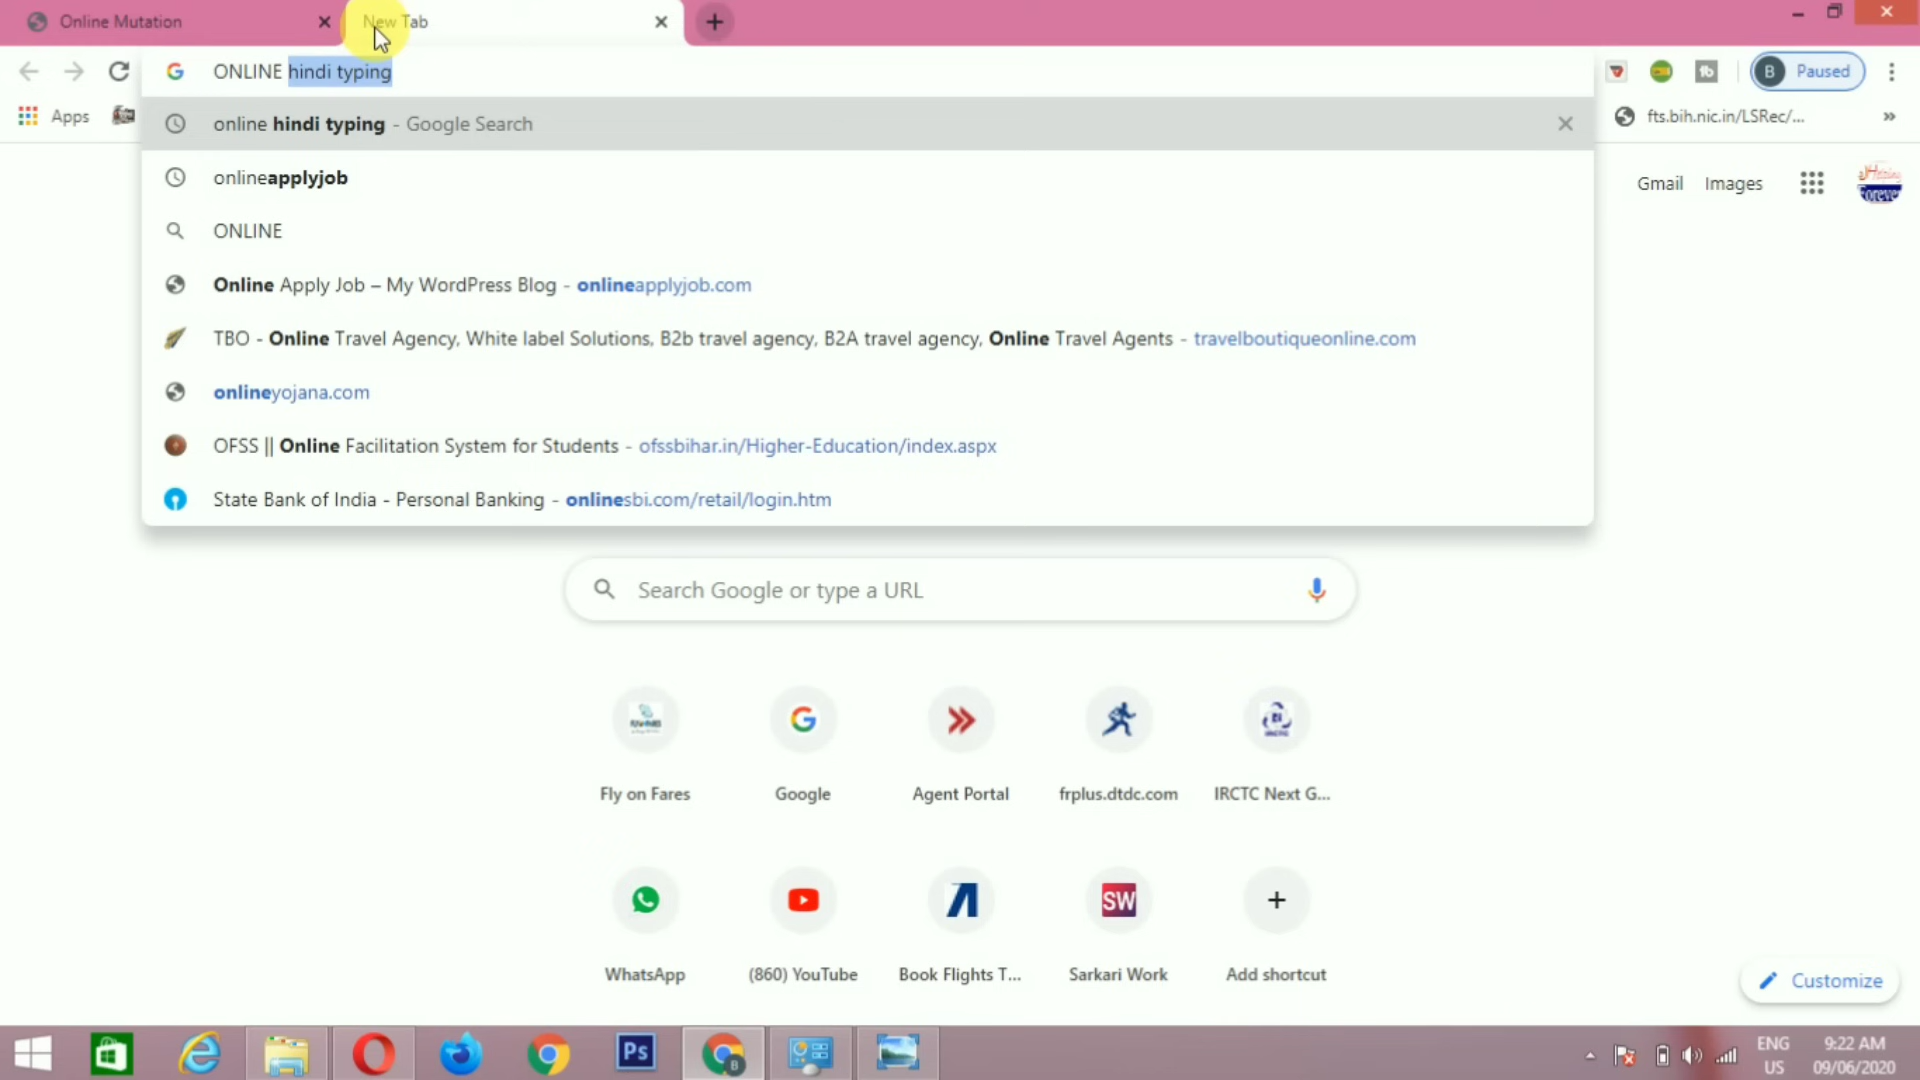 Online Mutation
New Tab
ONLINE hindi typing
B Paused
Apps
fts.bih.nic.in/LSRec/...
online hindi typing - Google Search
onlineapplyjob
ONLINE
Online Apply Job – My WordPress Blog - onlineapplyjob.com
TBO - Online Travel Agency, White label Solutions, B2b travel agency, B2A travel agency, Online Travel Agents - travelboutiqueonline.com
onlineyojana.com
OFSS || Online Facilitation System for Students - ofssbihar.in/Higher-Education/index.aspx
State Bank of India - Personal Banking - onlinesbi.com/retail/login.htm
Gmail Images
Forever
Search Google or type a URL
Fly on Fares Google Agent Portal frplus.dtdc.com IRCTC Next G...
SW
WhatsApp (860) YouTube Book Flights T... Sarkari Work Add shortcut
Customize
Ps
B
ENG
US
9:22 AM
09/06/2020